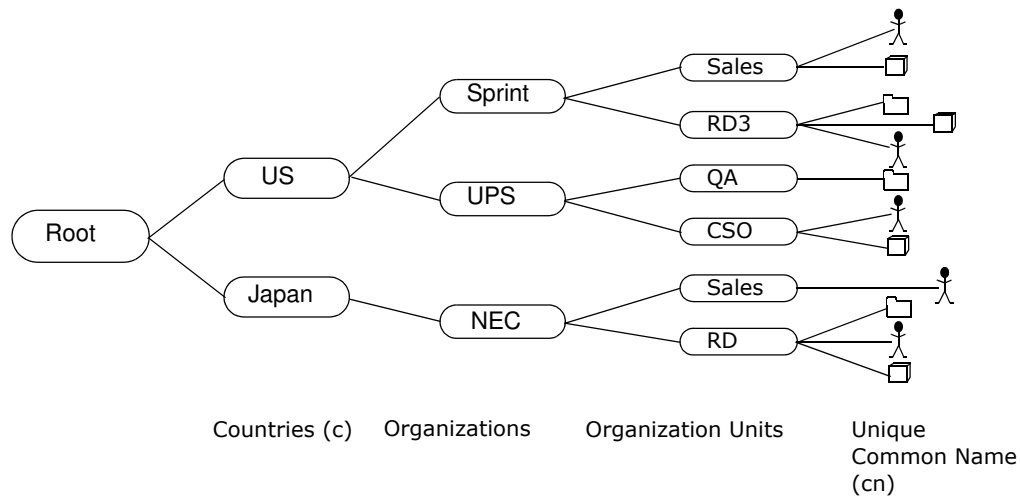 Root
US
Japan
Sprint
UPS
NEC
Sales
RD3
QA
CSO
Sales
RD
Countries (c)
Organizations
Organization Units
Unique
Common Name
(cn)